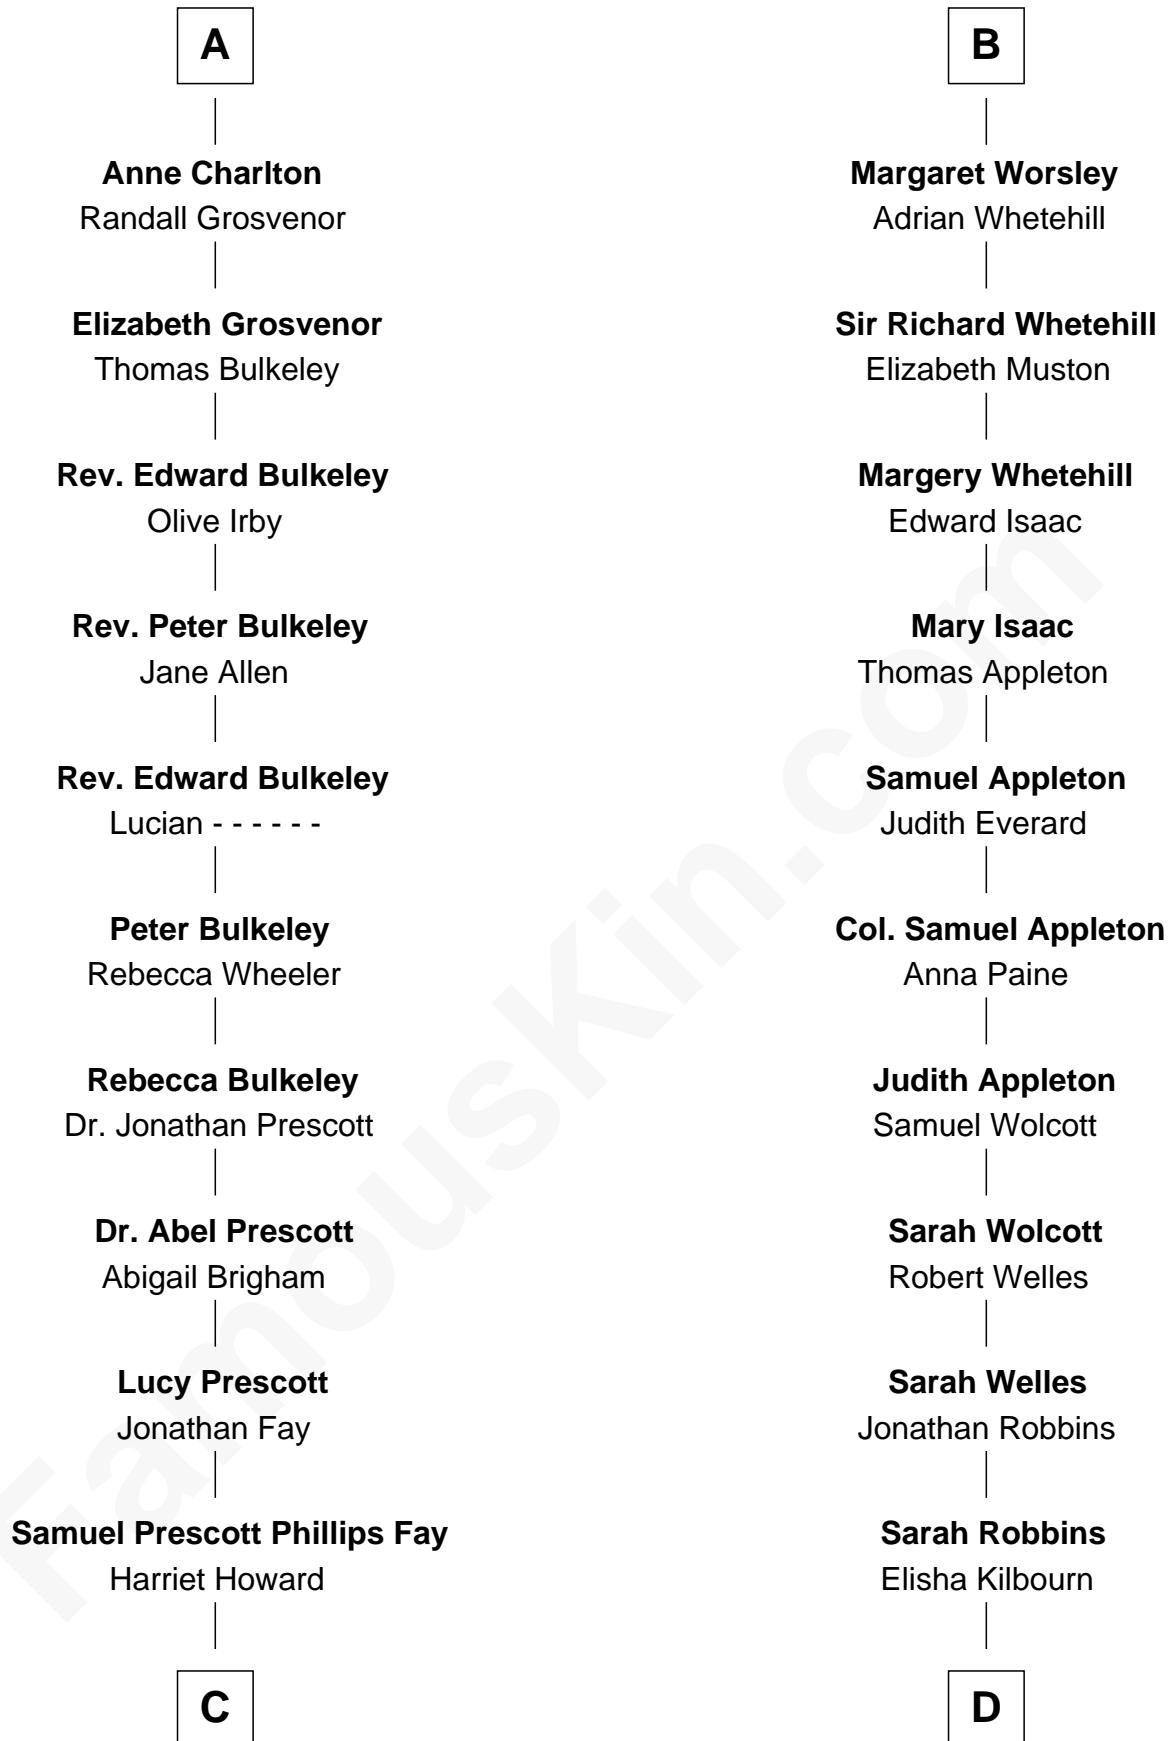 A
Anne Charlton
Randall Grosvenor
Elizabeth Grosvenor
Thomas Bulkeley
Rev. Edward Bulkeley
Olive Irby
Rev. Peter Bulkeley
Jane Allen
Rev. Edward Bulkeley
Lucian - - - - - -
Peter Bulkeley
Rebecca Wheeler
Rebecca Bulkeley
Dr. Jonathan Prescott
Dr. Abel Prescott
Abigail Brigham
Lucy Prescott
Jonathan Fay
Samuel Prescott Phillips Fay
Harriet Howard
C
B
Margaret Worsley
Adrian Whetehill
Sir Richard Whetehill
Elizabeth Muston
Margery Whetehill
Edward Isaac
Mary Isaac
Thomas Appleton
Samuel Appleton
Judith Everard
Col. Samuel Appleton
Anna Paine
Judith Appleton
Samuel Wolcott
Sarah Wolcott
Robert Welles
Sarah Welles
Jonathan Robbins
Sarah Robbins
Elisha Kilbourn
D
FamousKin.com